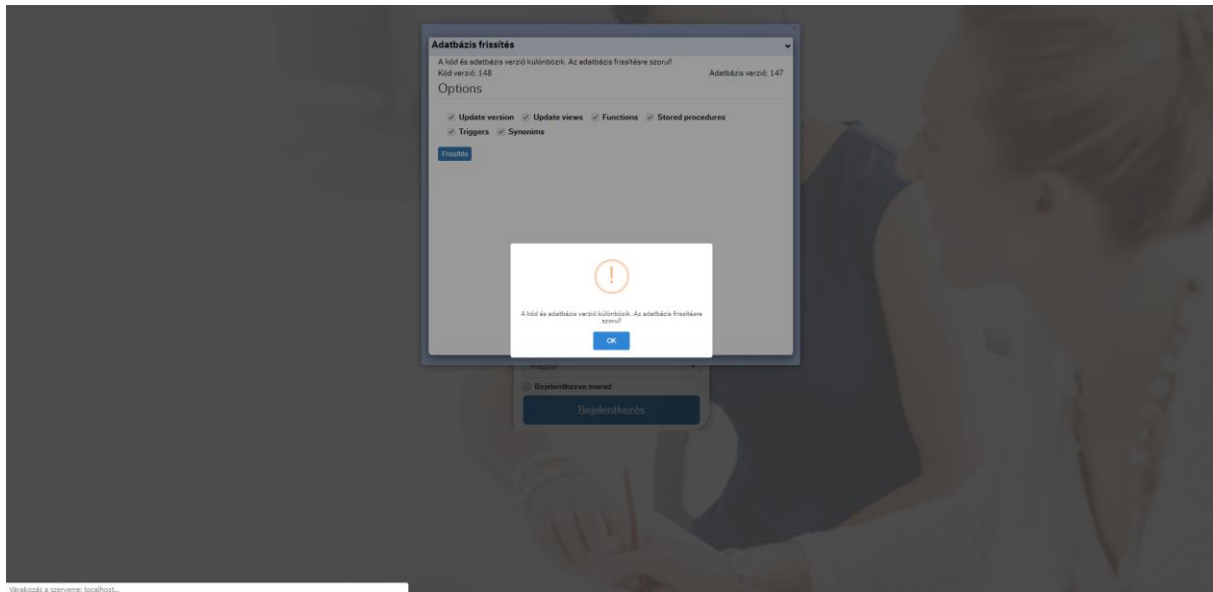 Adatbázis frissítés
A kód és adatbázis verzió különbözik. Az adatbázis frissítésre szorul!
Kód verzió: 148
Adatbázis verzió: 147
Options
Update version Update views Functions Stored procedures
Triggers Synonims
Frissítés
A kód és adatbázis verzió különbözik. Az adatbázis frissítésre
szorul!
OK
magyar
Bejelentkezve marad
Bejelentkezés
Várakozás a szerverre: localhost...